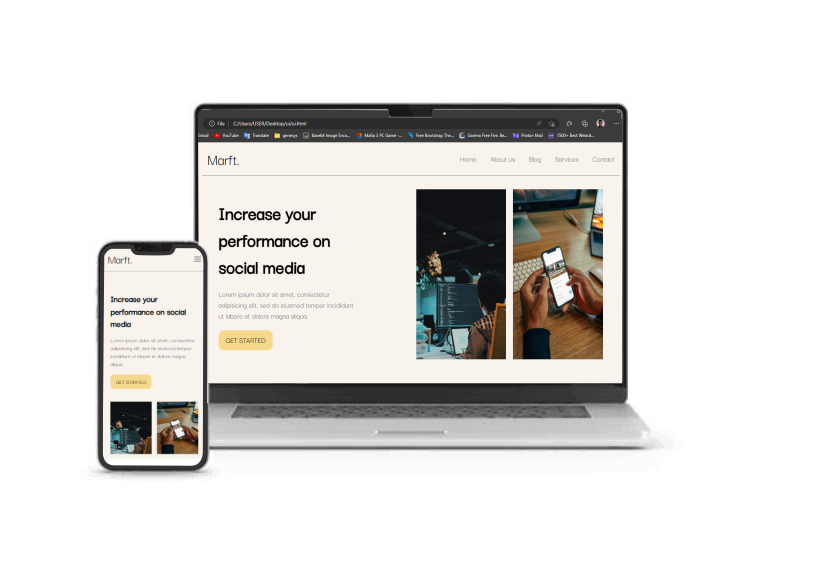 File
C:/Users/USER/Desktop/ui/ui.html
Gmail
YouTube
Translate
genesys
Base64 Image Enco...
Mafia 3 PC Game -...
Free Bootstrap The...
Garena Free Fire. Be...
Proton Mail
1500+ Best Websit...
Marft.
Home
About us
Blog
Services
Contact
Increase your
performance on
social media
Lorem ipsum dolor sit amet, consectetur
adipisicing elit, sed do eiusmod tempor incididunt
ut labore et dolore magna aliqua.
GET STARTED
Marft.
Increase your
performance on social
media
Lorem ipsum dolor sit amet, consectetur
adipisicing elit, sed do eiusmod tempor
incididunt ut labore et dolore magna
aliqua.
GET STARTED